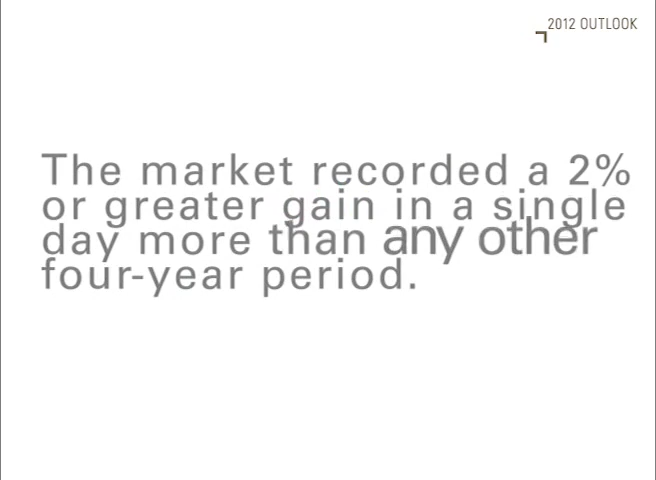 2012 OUTLOOK
The market recorded a 2%
or greater gain in a single
day more than any other
four-year period.